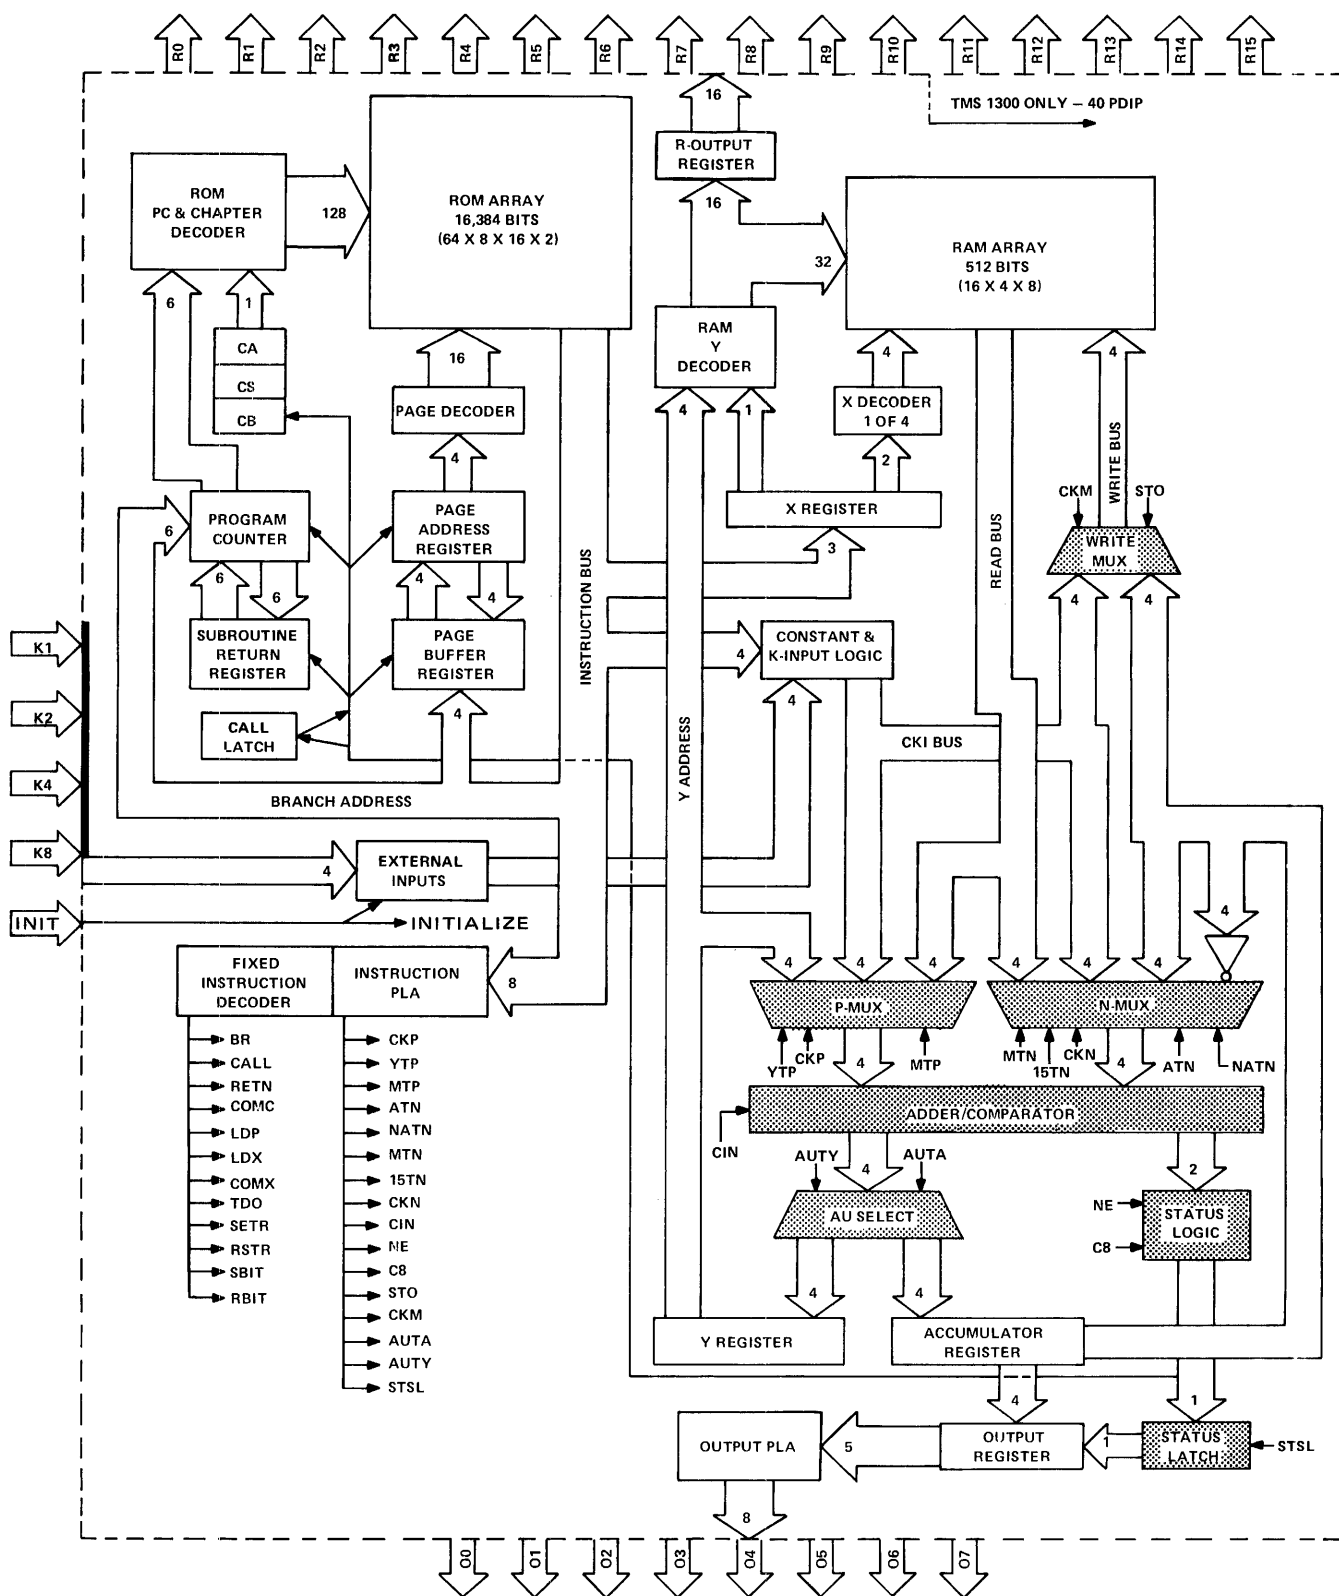 R0 R1 R2 R3 R4 R5 R6 R7 R8 R9 R10 R11 R12 R13 R14 R15
16
TMS 1300 ONLY – 40 PDIP
R-OUTPUT
REGISTER
ROM
PC & CHAPTER
DECODER
128
ROM ARRAY
16,384 BITS
(64 X 8 X 16 X 2)
16
32
RAM ARRAY
512 BITS
(16 X 4 X 8)
6
1
CA
CS
CB
16
PAGE DECODER
4
RAM
Y
DECODER
4
1
4
X DECODER
1 OF 4
2
4
WRITE BUS
6
PROGRAM
COUNTER
PAGE
ADDRESS
REGISTER
X REGISTER
3
CKM
STO
WRITE
MUX
READ BUS
INSTRUCTION BUS
6
6
4
4
4
4
K1
SUBROUTINE
RETURN
REGISTER
PAGE
BUFFER
REGISTER
4
CONSTANT &
K-INPUT LOGIC
4
K2
CALL
LATCH
4
CKI BUS
Y ADDRESS
K4
BRANCH ADDRESS
K8
4
EXTERNAL
INPUTS
INIT
INITIALIZE
4
FIXED
INSTRUCTION
DECODER
INSTRUCTION
PLA
8
4
4
4
4
4
4
P-MUX
N-MUX
BR
CALL
RETN
COMC
LDP
LDX
COMX
TDO
SETR
RSTR
SBIT
RBIT
CKP
YTP
MTP
ATN
NATN
MTN
15TN
CKN
CIN
NE
C8
STO
CKM
AUTA
AUTY
STSL
YTP
CKP
4
MTP
MTN
15TN
CKN
4
ATN
NATN
ADDER/COMPARATOR
CIN
AUTY
4
AUTA
2
AU SELECT
NE
C8
STATUS
LOGIC
4
4
Y REGISTER
ACCUMULATOR
REGISTER
4
1
OUTPUT PLA
5
OUTPUT
REGISTER
1
STATUS
LATCH
STSL
8
O0 O1 O2 O3 O4 O5 O6 O7